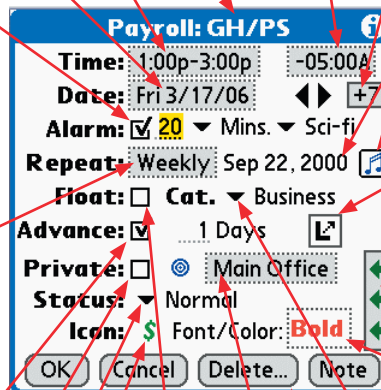 Payroll: GH/PS i
Time: 1:00p-3:00p -05:00A
Date: Fri 3/17/06 +7
Alarm: 20 Mins. Sci-fi
Repeat: Weekly Sep 22, 2000
Float: Cat. Business
Advance: 1 Days
Private: Main Office
Status: Normal
Icon: $ Font/Color: Bold
OK Cancel Delete... Note